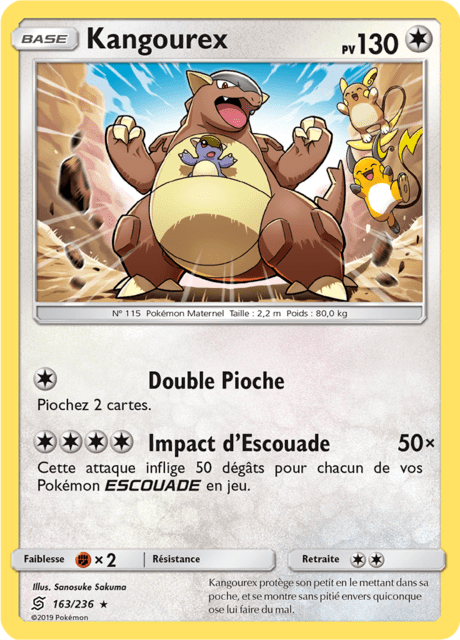 BASE Kangourex PV 130
N° 115 Pokémon Maternel Taille : 2,2 m Poids : 80,0 kg
Double Pioche
Piochez 2 cartes.
Impact d'Escouade 50×
Cette attaque inflige 50 dégâts pour chacun de vos
Pokémon ESCOUADE en jeu.
Faiblesse ×2 Résistance Retraite
Illus. Sanosuke Sakuma
163/236 ★
©2019 Pokémon
Kangourex protège son petit en le mettant dans sa
poche, et se montre sans pitié envers quiconque
ose lui faire du mal.